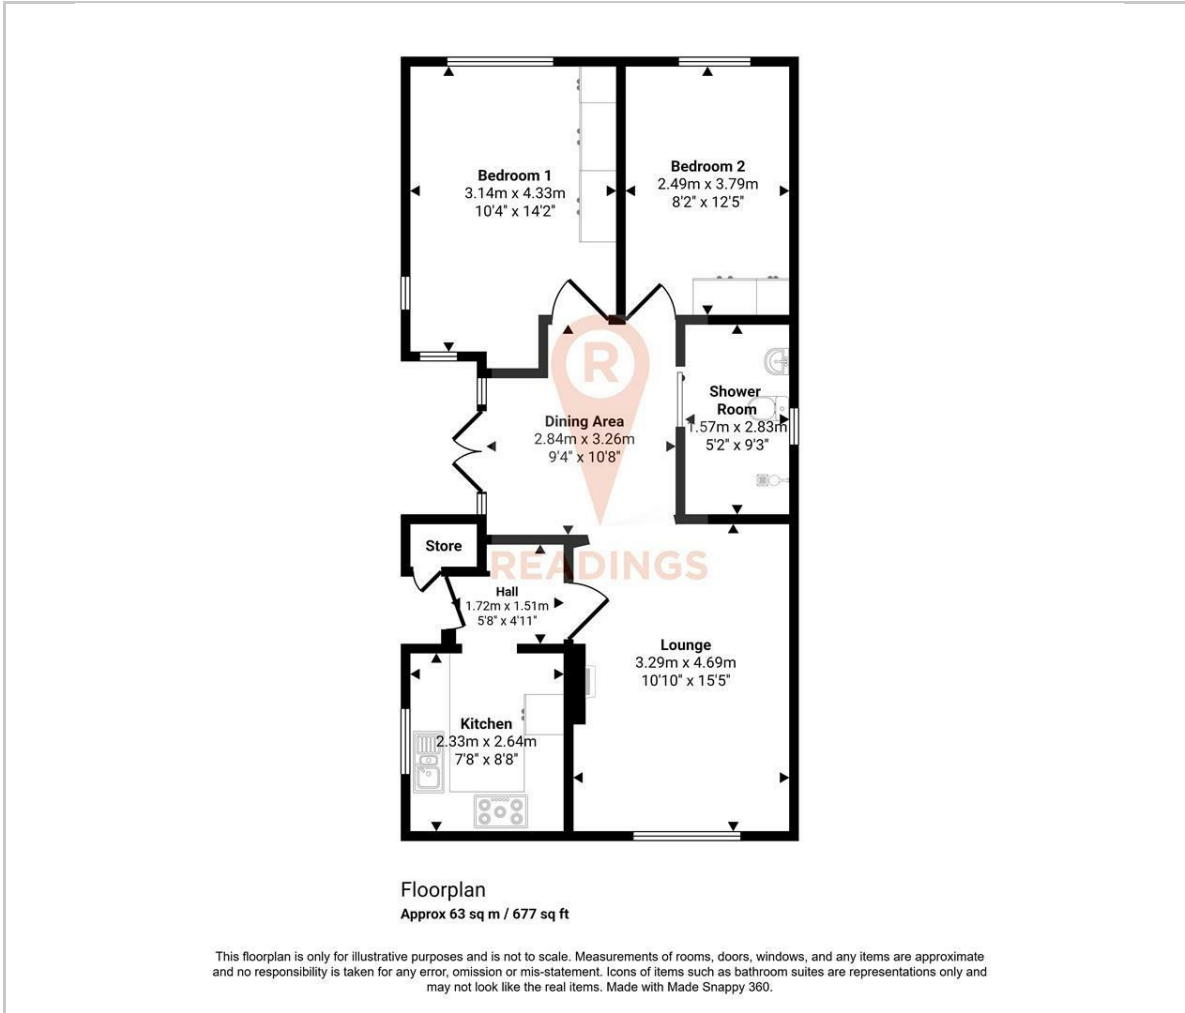 Bedroom 1
3.14m x 4.33m
10'4" x 14'2"
Bedroom 2
2.49m x 3.79m
8'2" x 12'5"
Shower
Room
1.57m x 2.83m
5'2" x 9'3"
R
Dining Area
2.84m x 3.26m
9'4" x 10'8"
READINGS
Store
Hall
1.72m x 1.51m
5'8" x 4'11"
Lounge
3.29m x 4.69m
10'10" x 15'5"
Kitchen
2.33m x 2.64m
7'8" x 8'8"
Floorplan
Approx 63 sq m / 677 sq ft
This floorplan is only for illustrative purposes and is not to scale. Measurements of rooms, doors, windows, and any items are approximate
and no responsibility is taken for any error, omission or mis-statement. Icons of items such as bathroom suites are representations only and
may not look like the real items. Made with Made Snappy 360.